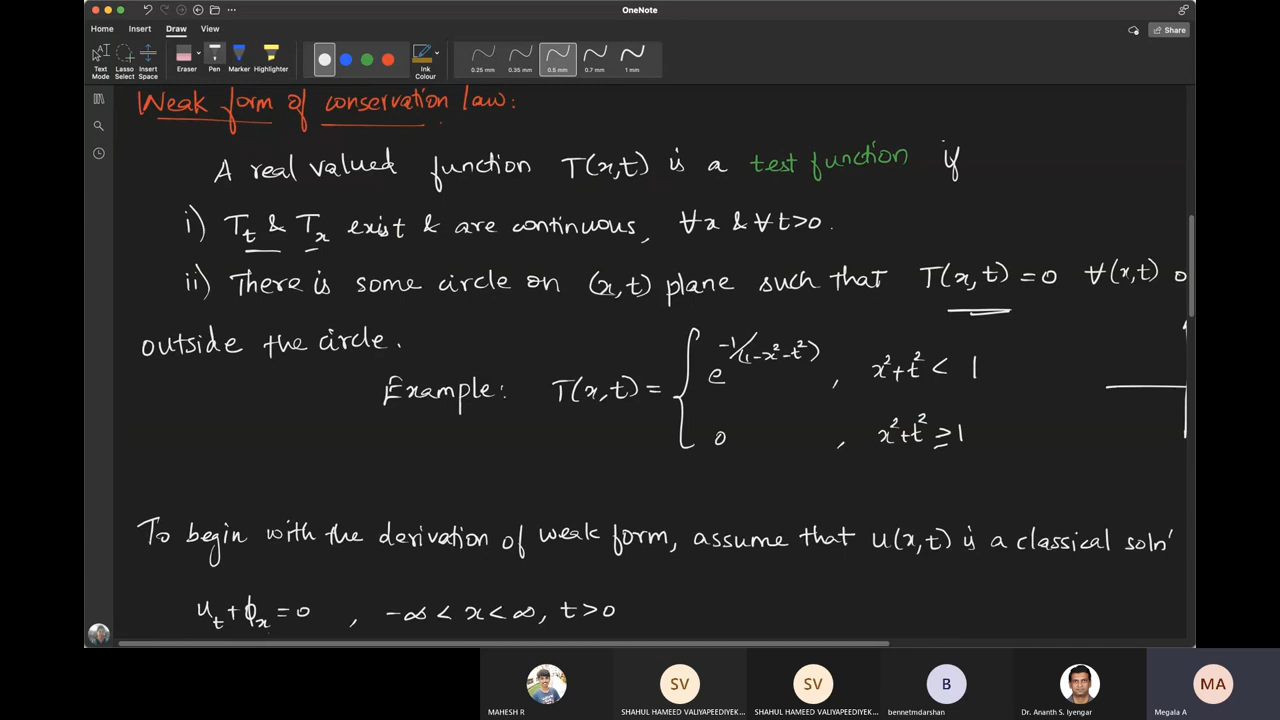 OneNote
Home Insert Draw View
Share
Text Mode
Lasso Select
Insert Space
Eraser
Pen
Marker
Highlighter
Ink Colour
0.25 mm
0.35 mm
0.5 mm
0.7 mm
1 mm
Weak form of conservation law:
A real valued function T(x,t) is a test function if
i) T_t & T_x exist & are continuous, ∀x & ∀t>0.
ii) There is some circle on (x,t) plane such that T(x,t) = 0 ∀(x,t) o
outside the circle.
Example: T(x,t) = { e^{-1/(1-x²-t²)} , x²+t² < 1
0 , x²+t² ≥ 1
To begin with the derivation of weak form, assume that u(x,t) is a classical soln'
u_t + ϕ_x = 0 , -∞ < x < ∞, t > 0
SV
SV
B
MA
MAHESH R
SHAHUL HAMEED VALIYAPEEDIYEK...
SHAHUL HAMEED VALIYAPEEDIYEK...
bennetmdarshan
Dr. Ananth S. Iyengar
Megala A